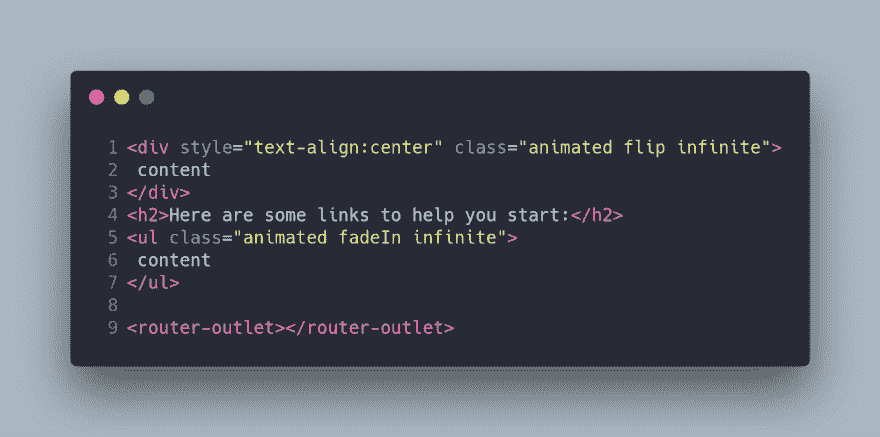 1 <div style="text-align:center" class="animated flip infinite">
2  content
3 </div>
4 <h2>Here are some links to help you start:</h2>
5 <ul class="animated fadeIn infinite">
6  content
7 </ul>
8
9 <router-outlet></router-outlet>